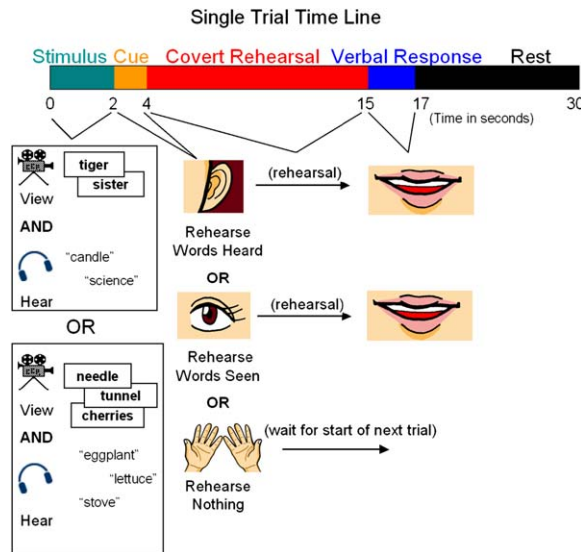 Single Trial Time Line
Stimulus Cue Covert Rehearsal Verbal Response Rest
0 2 4 15 17 (Time in seconds) 30
tiger
sister
View
AND
"candle"
"science"
Hear
OR
needle
tunnel
cherries
View
AND
"eggplant"
"lettuce"
"stove"
Hear
(rehearsal)
Rehearse
Words Heard
OR
(rehearsal)
Rehearse
Words Seen
OR
(wait for start of next trial)
Rehearse
Nothing